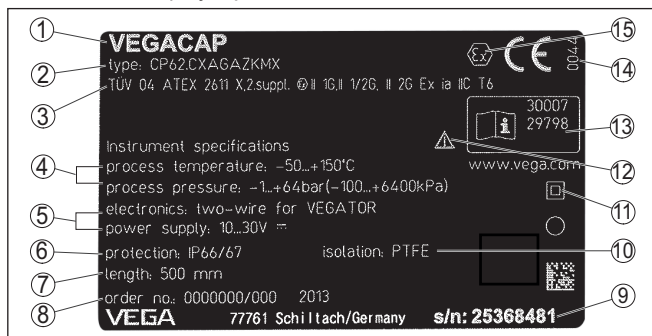 1 VEGACAP 15 CE 0044
2 type: CP62.CXAGAZKMX 14
3 TÜV 04 ATEX 2611 X,2.suppl. Ex II 1G,II 1/2G, II 2G Ex ia IIC T6
30007
29798 13
i
Instrument specifications 12
4 process temperature: -50...+150°C www.vega.com
process pressure: -1...+64bar(-100...+6400kPa)
5 electronics: two-wire for VEGATOR 11
power supply: 10...30V ⎓
6 protection: IP66/67 isolation: PTFE 10
7 length: 500 mm
8 order no.: 0000000/000 2013
VEGA 77761 Schiltach/Germany s/n: 25368481 9